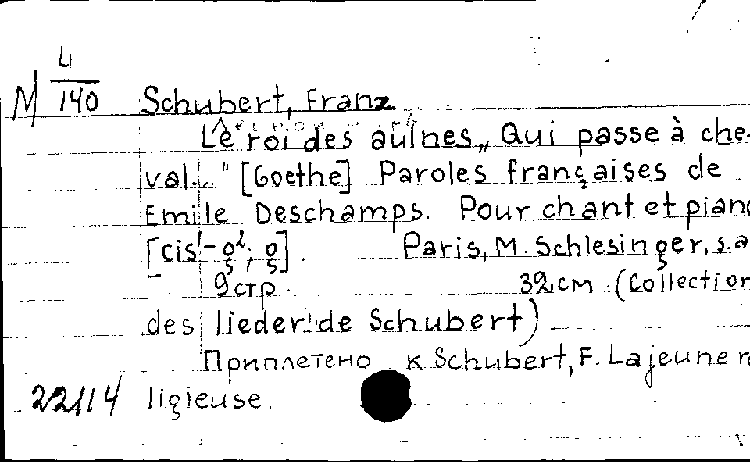 M 4/140 Schubert, Franz
Le roi des aulnes „Qui passe à che-
val..." [Goethe] Paroles françaises de
Emile Deschamps. Pour chant et piano
[cis¹-g²; g]. Paris, M. Schlesinger, s.a
9 стр. 32 см (Collection
des lieder de Schubert)
Приплетено к Schubert, F. La jeune r
22114 ligieuse.